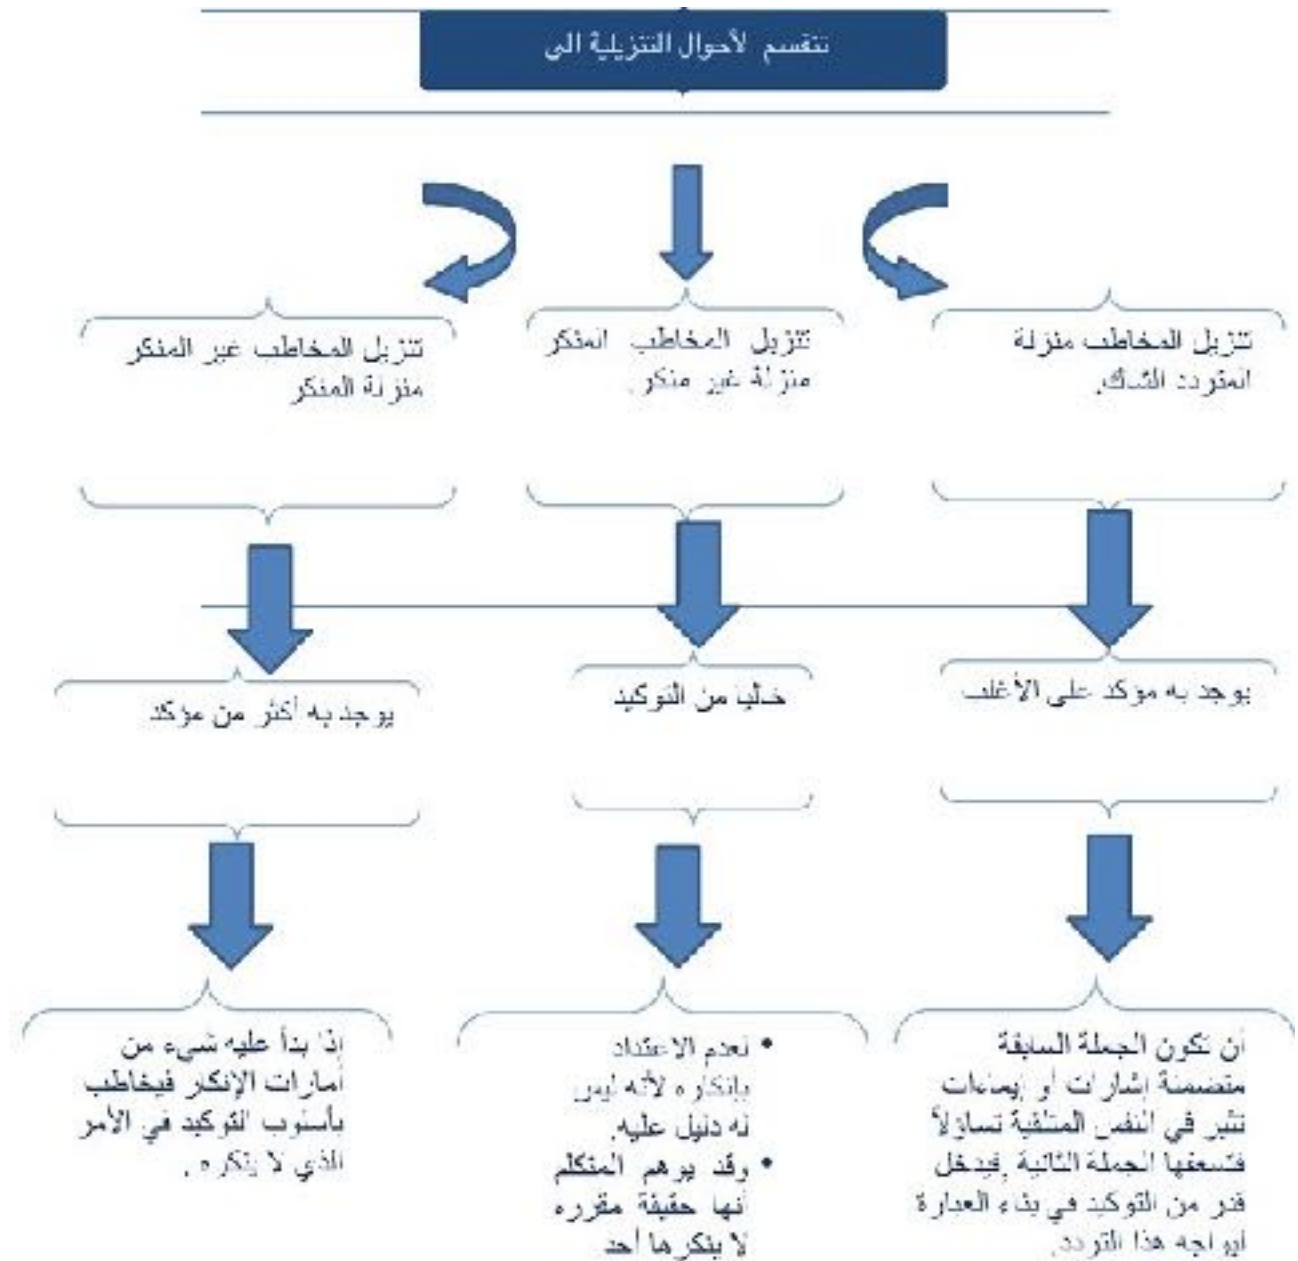 تنقسم لأحوال التنزيلية الى
تنزيل المخاطب منزلة
المتردد الشاك.
تنزيل المخاطب المنكر
منزلة غير منكر.
تنزيل المخاطب غير المنكر
منزلة المنكر
يوجد به مؤكد على الأغلب
خاليا من التوكيد
يوجد به أكثر من مؤكد
أن تكون الجملة السابقة
متضمنة إشارات أو إيماءات
تثير في النفس المتلقية تساؤلاً
فتسعفها الجملة الثانية .فيدخل
قدر من التوكيد في بناء العبارة
ليواجه هذا التردد.
• لعدم الاعتداد
بإنكاره لأنه ليس
له دليل عليه.
• وقد يوهم المتكلم
أنها حقيقة مقرره
لا ينكرها أحد.
إذا بدأ عليه شيء من
أمارات الإنكار فيخاطب
بأسلوب التوكيد في الأمر
الذي لا ينكره .